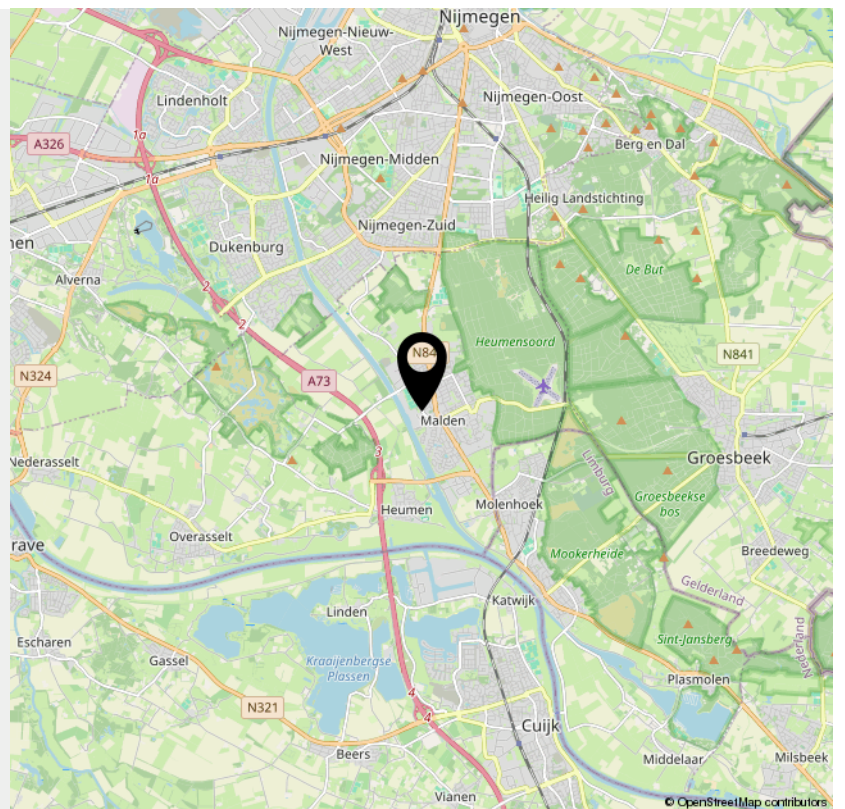 Nijmegen
Nijmegen-Nieuw-
West
Lindenholt
Nijmegen-Oost
1a
A326
Berg en Dal
Nijmegen-Midden
1a
Heilig Landstichting
Nijmegen-Zuid
nen
Dukenburg
De But
Alverna
2
2
Heumensoord
N84
N841
N324
A73
Malden
3
Groesbeek
Nederasselt
Limburg
Groesbeekse
bos
Molenhoek
Heumen
Overasselt
rave
Mookerheide
Breedeweg
Gelderland
Katwijk
Linden
Sint-Jansberg
Nederland
Escharen
Gassel
Kraaijenbergse
Plassen
Plasmolen
4
N321
4
Cuijk
Beers
Middelaar
Milsbeek
Vianen
© OpenStreetMap contributors